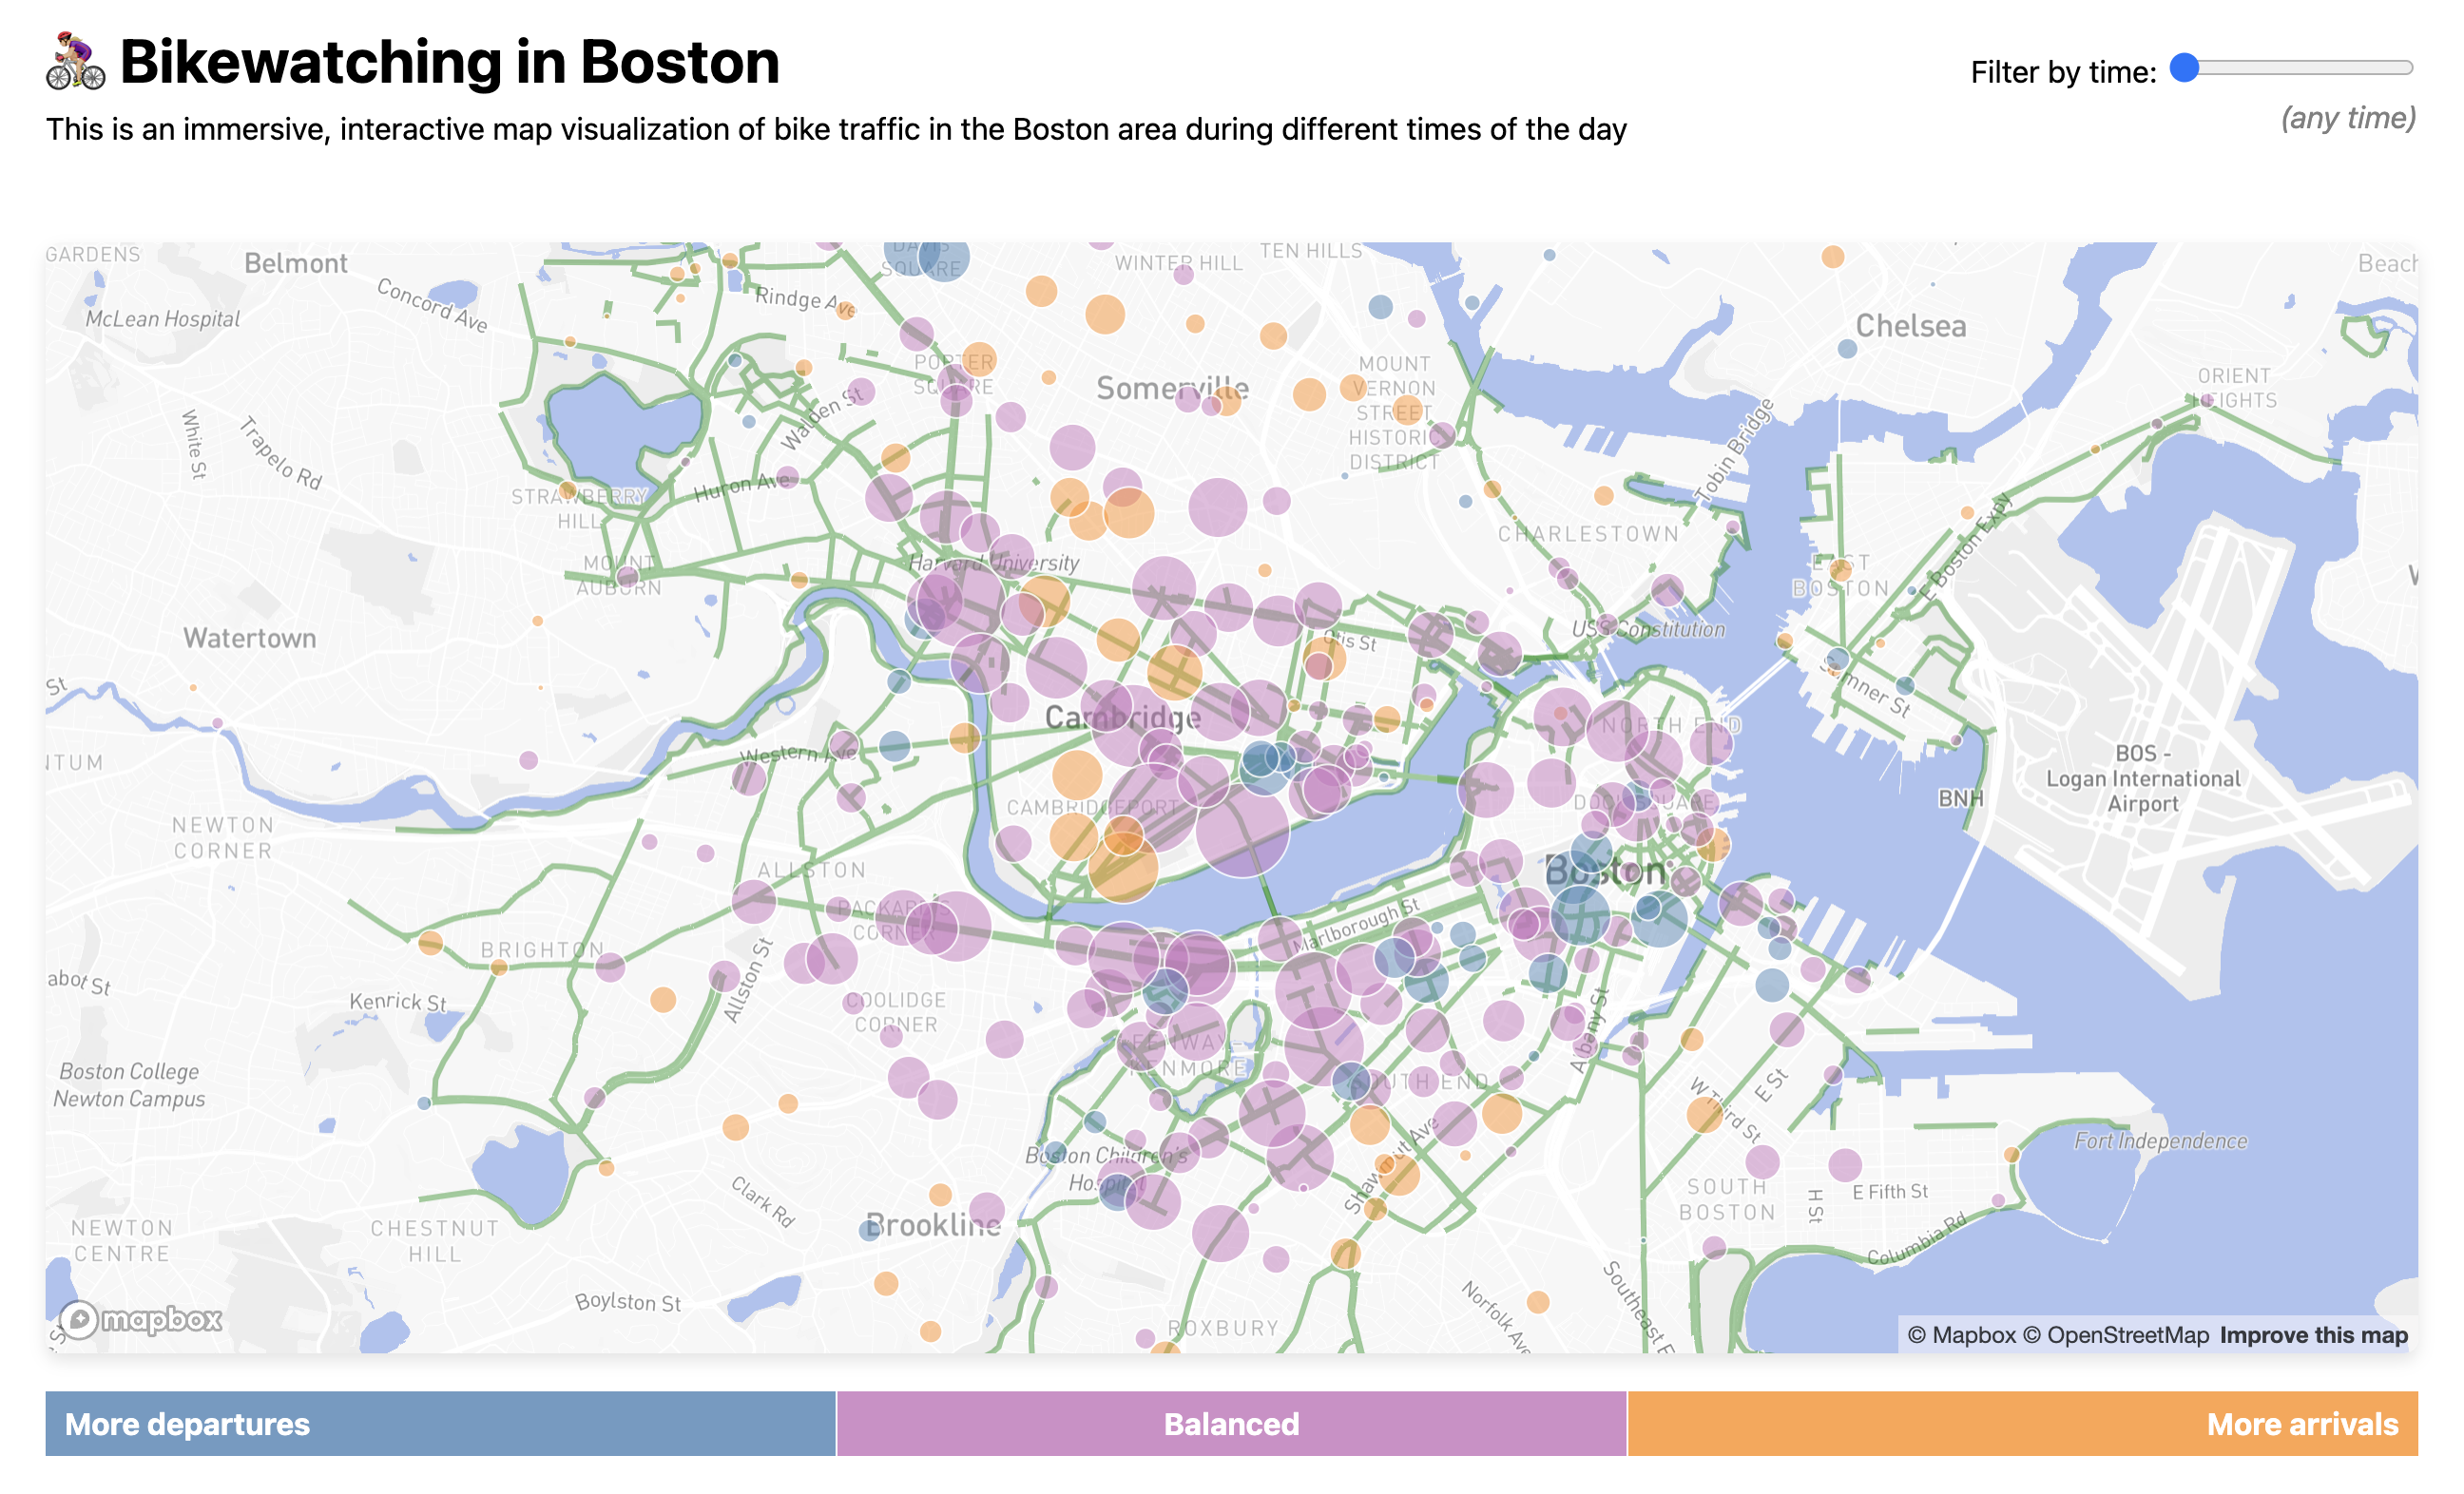 Bikewatching in Boston
Filter by time:
(any time)
This is an immersive, interactive map visualization of bike traffic in the Boston area during different times of the day
GARDENS
Belmont
DAVIS
SQUARE
WINTER HILL
TEN HILLS
Beach
McLean Hospital
Concord Ave
Rindge Ave
Chelsea
PORTER
SQUARE
Somerville
MOUNT
VERNON
STREET
HISTORIC
DISTRICT
ORIENT
HEIGHTS
White St
Trapelo Rd
Walden St
Tobin Bridge
STRAWBERRY
HILL
Huron Ave
CHARLESTOWN
MOUNT
AUBURN
Harvard University
EAST
BOSTON
E Boston Expy
Watertown
Otis St
USS Constitution
St
Sumner St
Cambridge
NORTH END
NTUM
Western Ave
BOS -
Logan International
Airport
NEWTON
CORNER
CAMBRIDGEPORT
DOCK SQUARE
BNH
ALLSTON
Boston
PACKARD'S
CORNER
Marlborough St
BRIGHTON
abot St
Kenrick St
Allston St
COOLIDGE
CORNER
Albany St
Boston College
Newton Campus
KENMORE
SOUTH END
W Third St
E St
Fort Independence
Boston Children's
Hospital
Shawmut Ave
Clark Rd
SOUTH
BOSTON
H St
E Fifth St
Columbia Rd
NEWTON
CENTRE
CHESTNUT
HILL
Brookline
Boylston St
Norfolk Ave
Southeast E
ROXBURY
mapbox
© Mapbox © OpenStreetMap Improve this map
More departures
Balanced
More arrivals